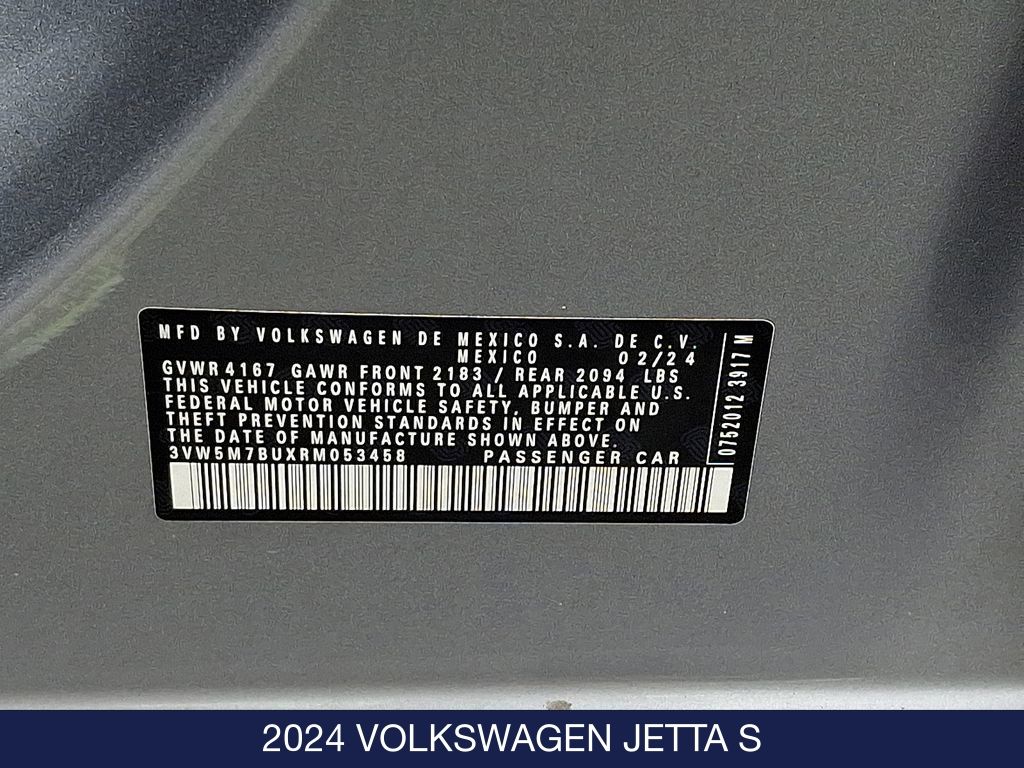 MFD BY VOLKSWAGEN DE MEXICO S.A. DE C.V.
MEXICO 02/24
GVWR 4167 GAWR FRONT 2183 / REAR 2094 LBS
THIS VEHICLE CONFORMS TO ALL APPLICABLE U.S.
FEDERAL MOTOR VEHICLE SAFETY, BUMPER AND
THEFT PREVENTION STANDARDS IN EFFECT ON
THE DATE OF MANUFACTURE SHOWN ABOVE.
3VW5M7BUXRM053458 PASSENGER CAR
0752012 3917 M
2024 VOLKSWAGEN JETTA S